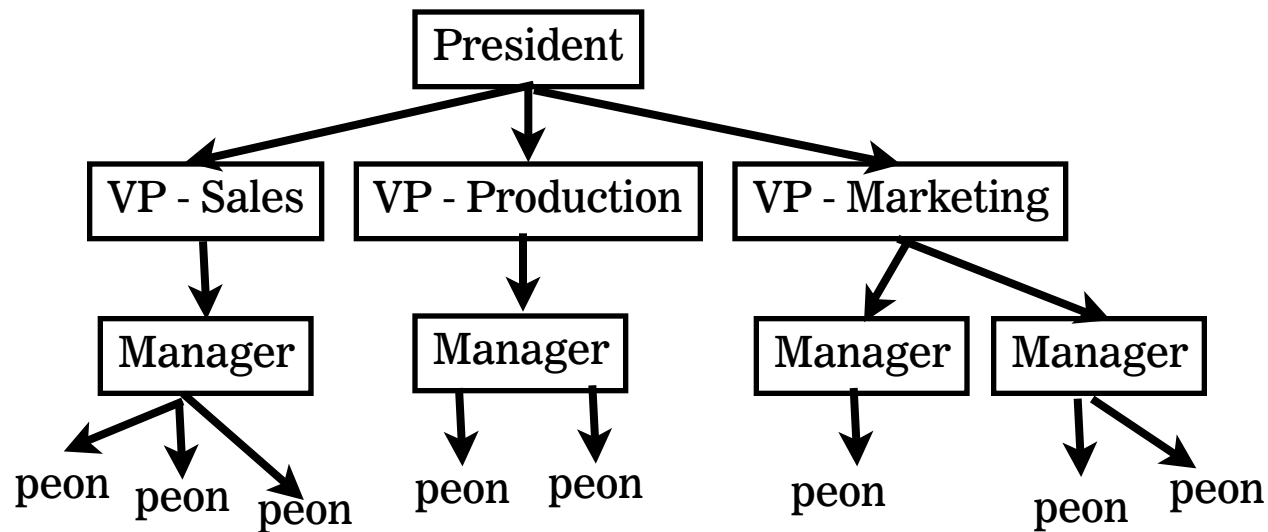 President
VP - Sales
VP - Production
VP - Marketing
Manager
Manager
Manager
Manager
peon
peon
peon
peon
peon
peon
peon
peon